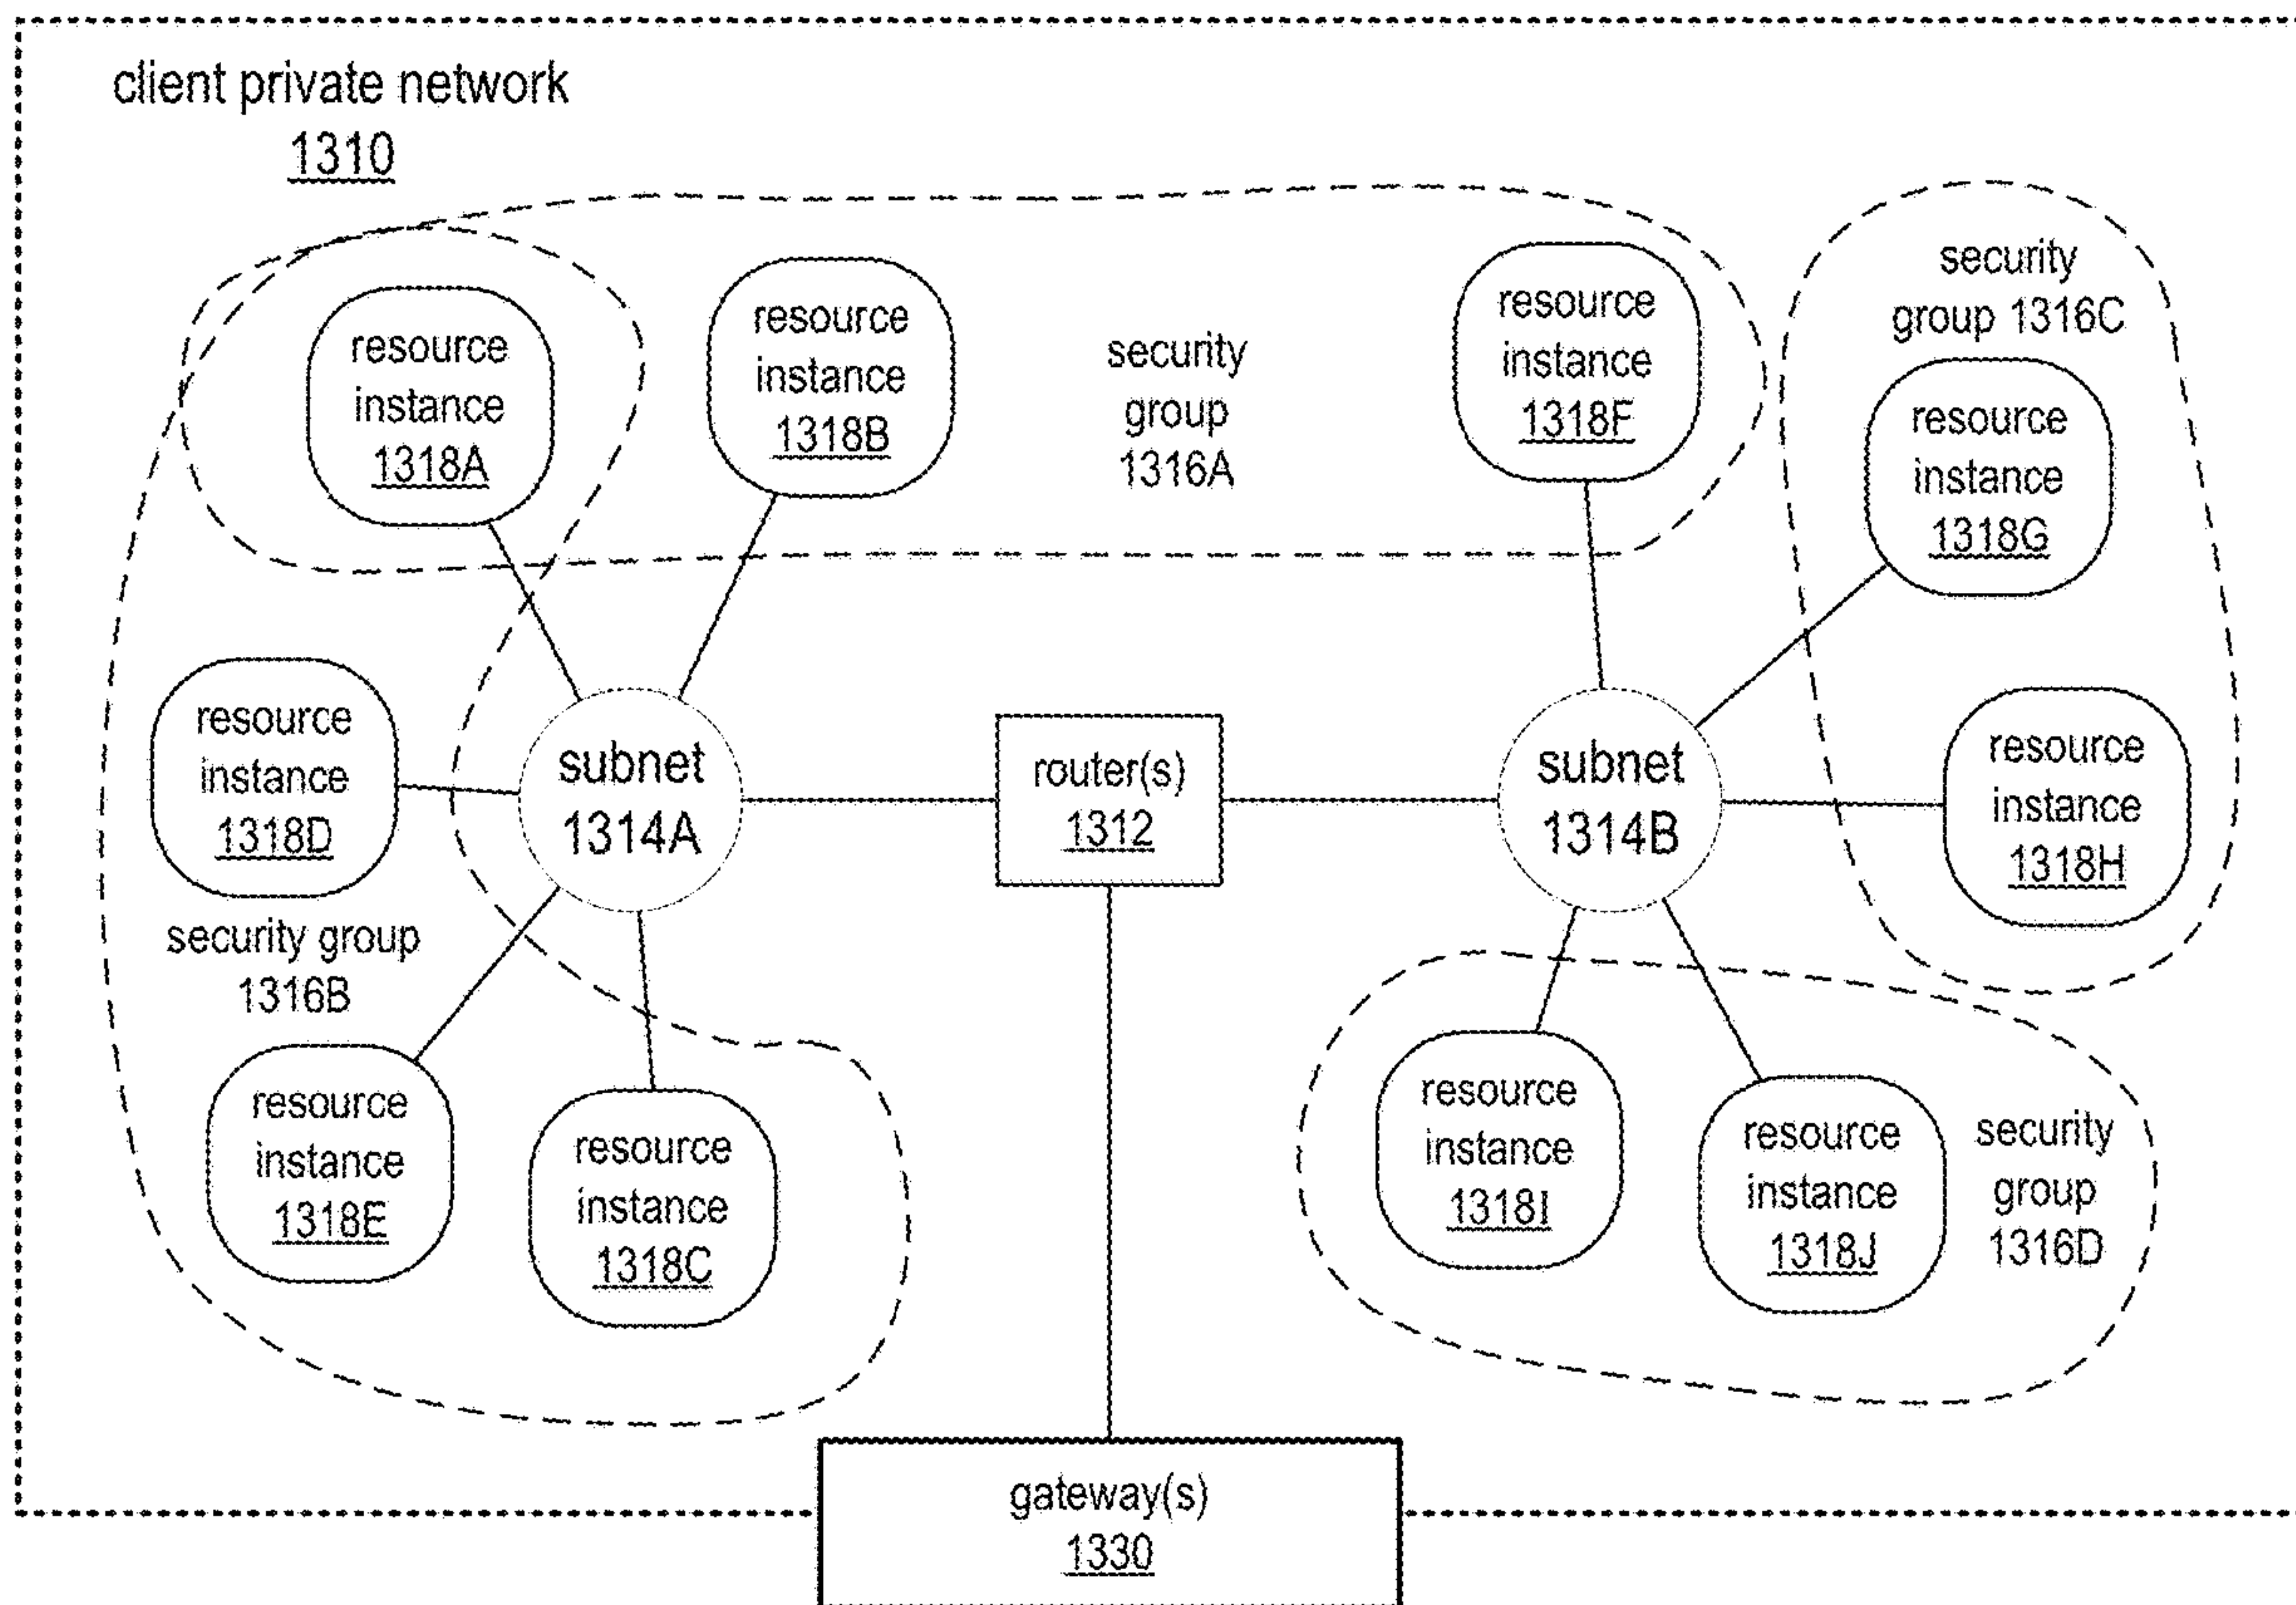 client private network
1310
resource
instance
1318A
resource
instance
1318B
security
group
1316A
resource
instance
1318F
security
group 1316C
resource
instance
1318G
resource
instance
1318D
subnet
1314A
router(s)
1312
subnet
1314B
resource
instance
1318H
security group
1316B
resource
instance
1318E
resource
instance
1318C
resource
instance
1318I
resource
instance
1318J
security
group
1316D
gateway(s)
1330